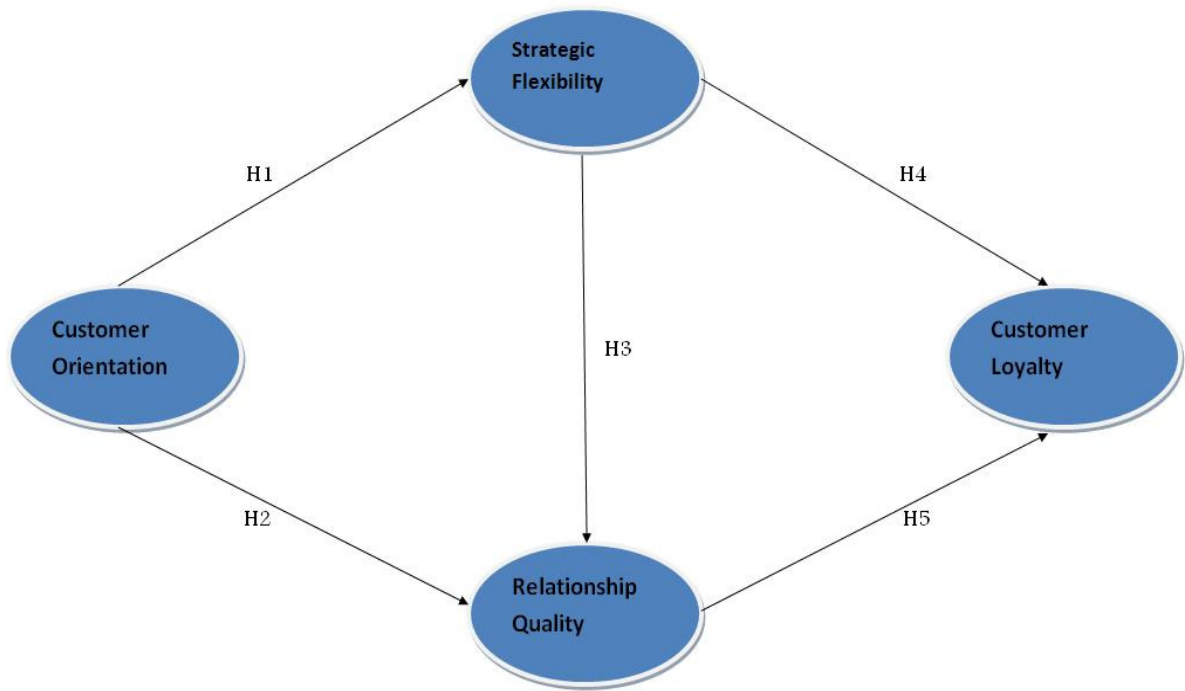 Strategic
Flexibility
H1
H4
Customer
Orientation
H3
Customer
Loyalty
H2
H5
Relationship
Quality